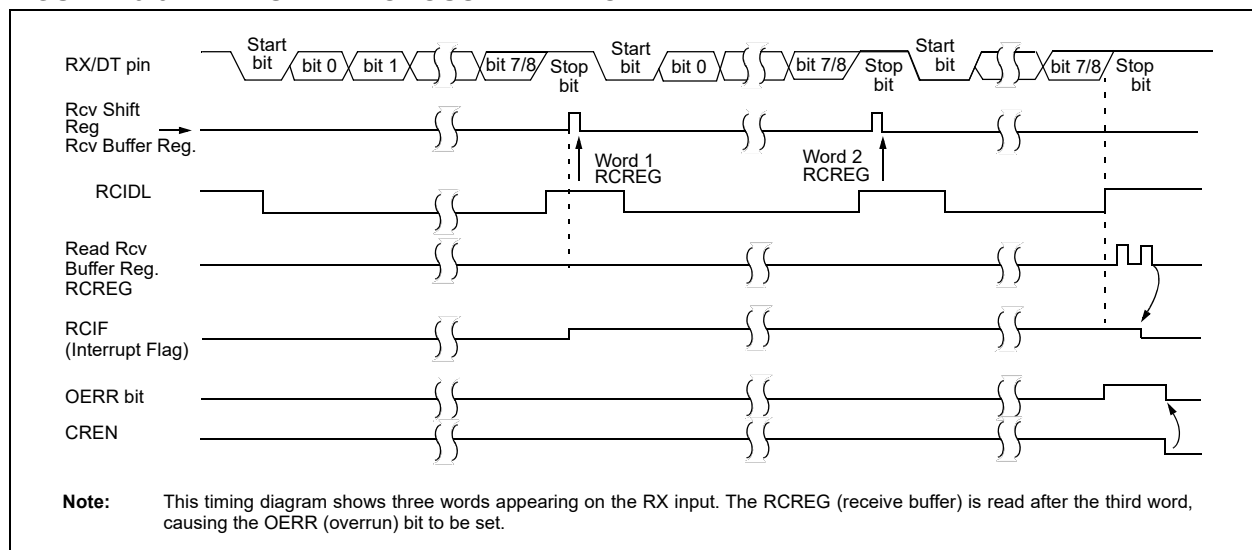 Start bit
bit 0
bit 1
bit 7/8
Stop bit
Start bit
bit 0
bit 7/8
Stop bit
Start bit
bit 7/8
Stop bit
RX/DT pin
Rcv Shift
Reg
Rcv Buffer Reg.
Word 1
RCREG
Word 2
RCREG
RCIDL
Read Rcv
Buffer Reg.
RCREG
RCIF
(Interrupt Flag)
OERR bit
CREN
Note: This timing diagram shows three words appearing on the RX input. The RCREG (receive buffer) is read after the third word,
causing the OERR (overrun) bit to be set.